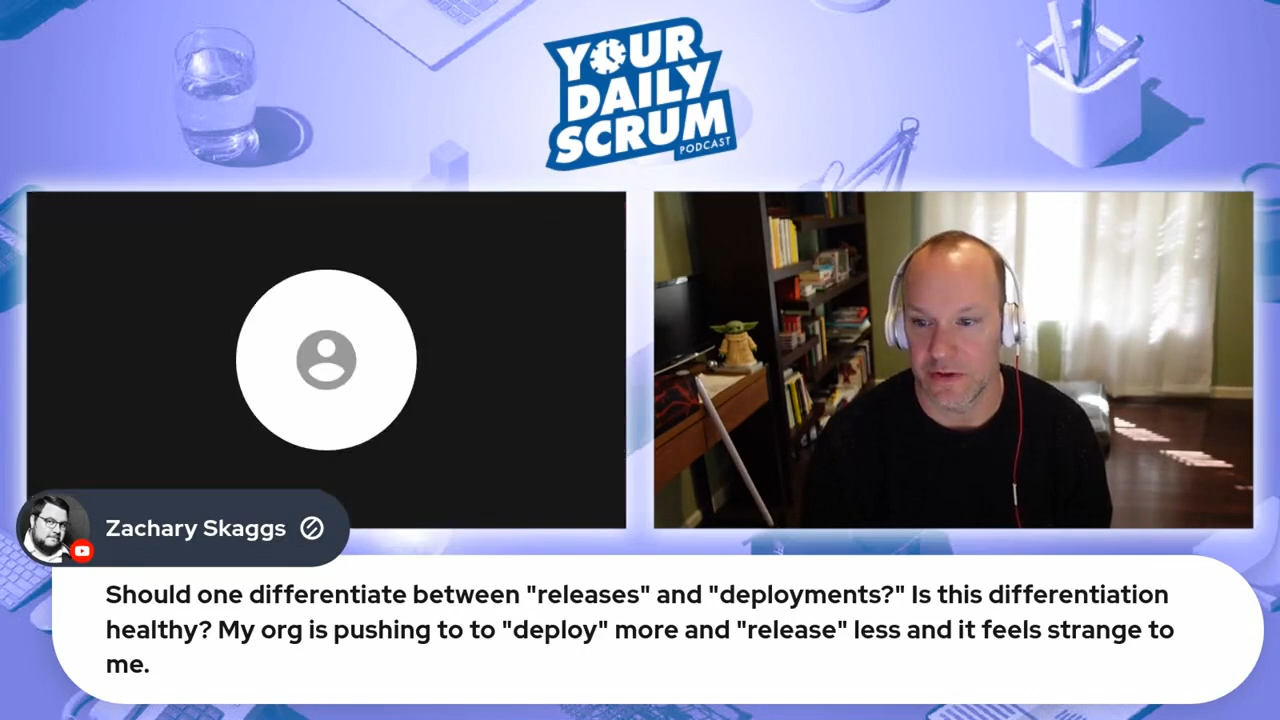 YOUR
DAILY
SCRUM
PODCAST
Zachary Skaggs
Should one differentiate between "releases" and "deployments?" Is this differentiation
healthy? My org is pushing to to "deploy" more and "release" less and it feels strange to
me.